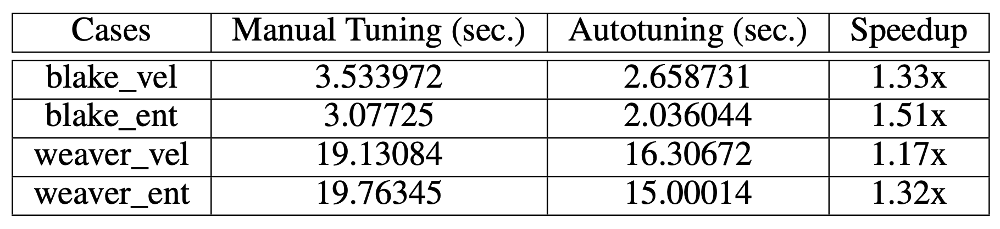 Cases Manual Tuning (sec.) Autotuning (sec.) Speedup
blake_vel 3.533972 2.658731 1.33x
blake_ent 3.07725 2.036044 1.51x
weaver_vel 19.13084 16.30672 1.17x
weaver_ent 19.76345 15.00014 1.32x